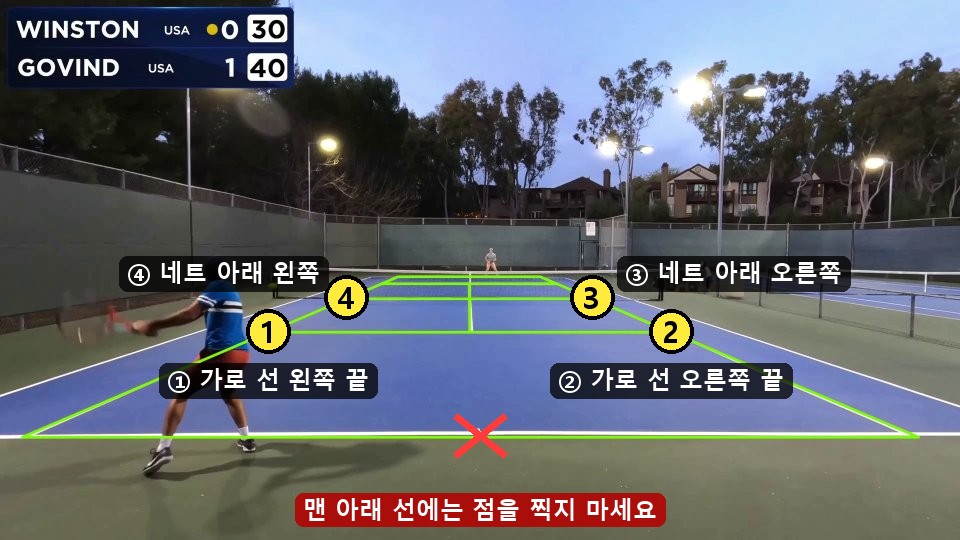 WINSTON USA 0 30
GOVIND USA 1 40
④ 네트 아래 왼쪽
③ 네트 아래 오른쪽
4
3
1
2
① 가로 선 왼쪽 끝
② 가로 선 오른쪽 끝
맨 아래 선에는 점을 찍지 마세요